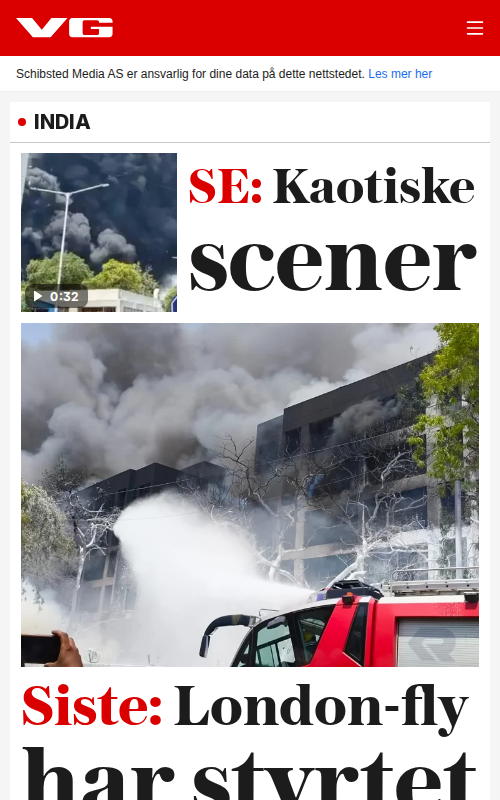 VG
Schibsted Media AS er ansvarlig for dine data på dette nettstedet. Les mer her
INDIA
SE: Kaotiske
scener
0:32
Siste: London-fly
har styrtet